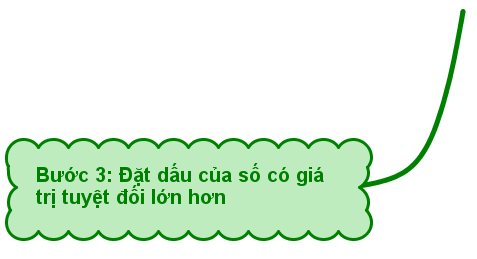 Bước 3: Đặt dấu của số có giá
trị tuyệt đối lớn hơn